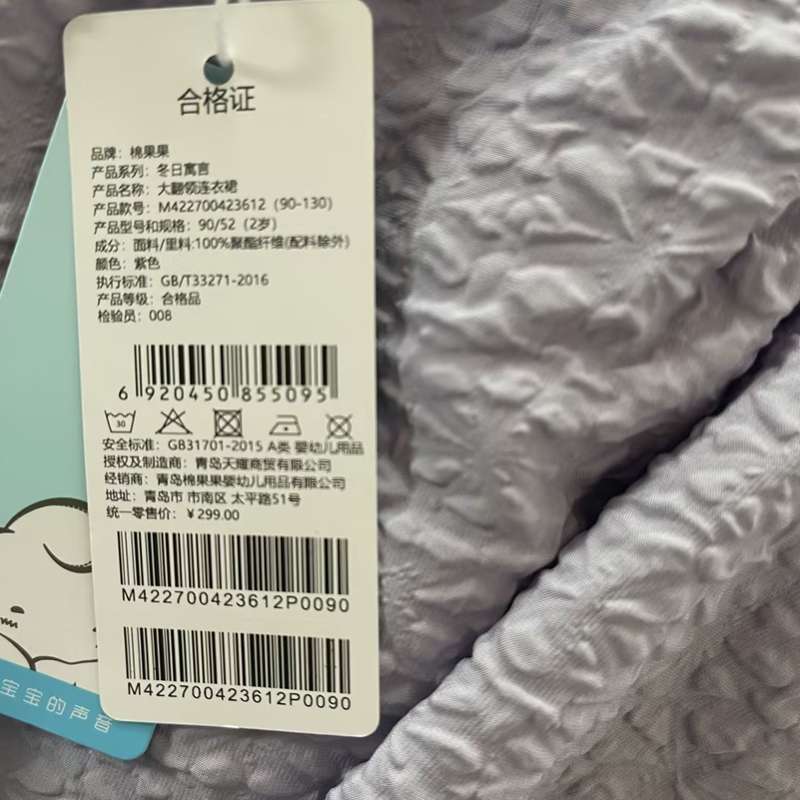 合格证
品牌：棉果果
产品系列：冬日寓言
产品名称：大翻领连衣裙
产品款号：M422700423612（90-130）
产品型号和规格：90/52（2岁）
成分：面料/里料:100%聚酯纤维(配料除外)
颜色：紫色
执行标准：GB/T33271-2016
产品等级：合格品
检验员：008
6 920450 855095
30
安全标准：GB31701-2015 A类 婴幼儿用品
授权及制造商：青岛天耀商贸有限公司
经销商：青岛棉果果婴幼儿用品有限公司
地址：青岛市 市南区 太平路51号
统一零售价：￥299.00
M422700423612P0090
M422700423612P0090
宝宝的声音